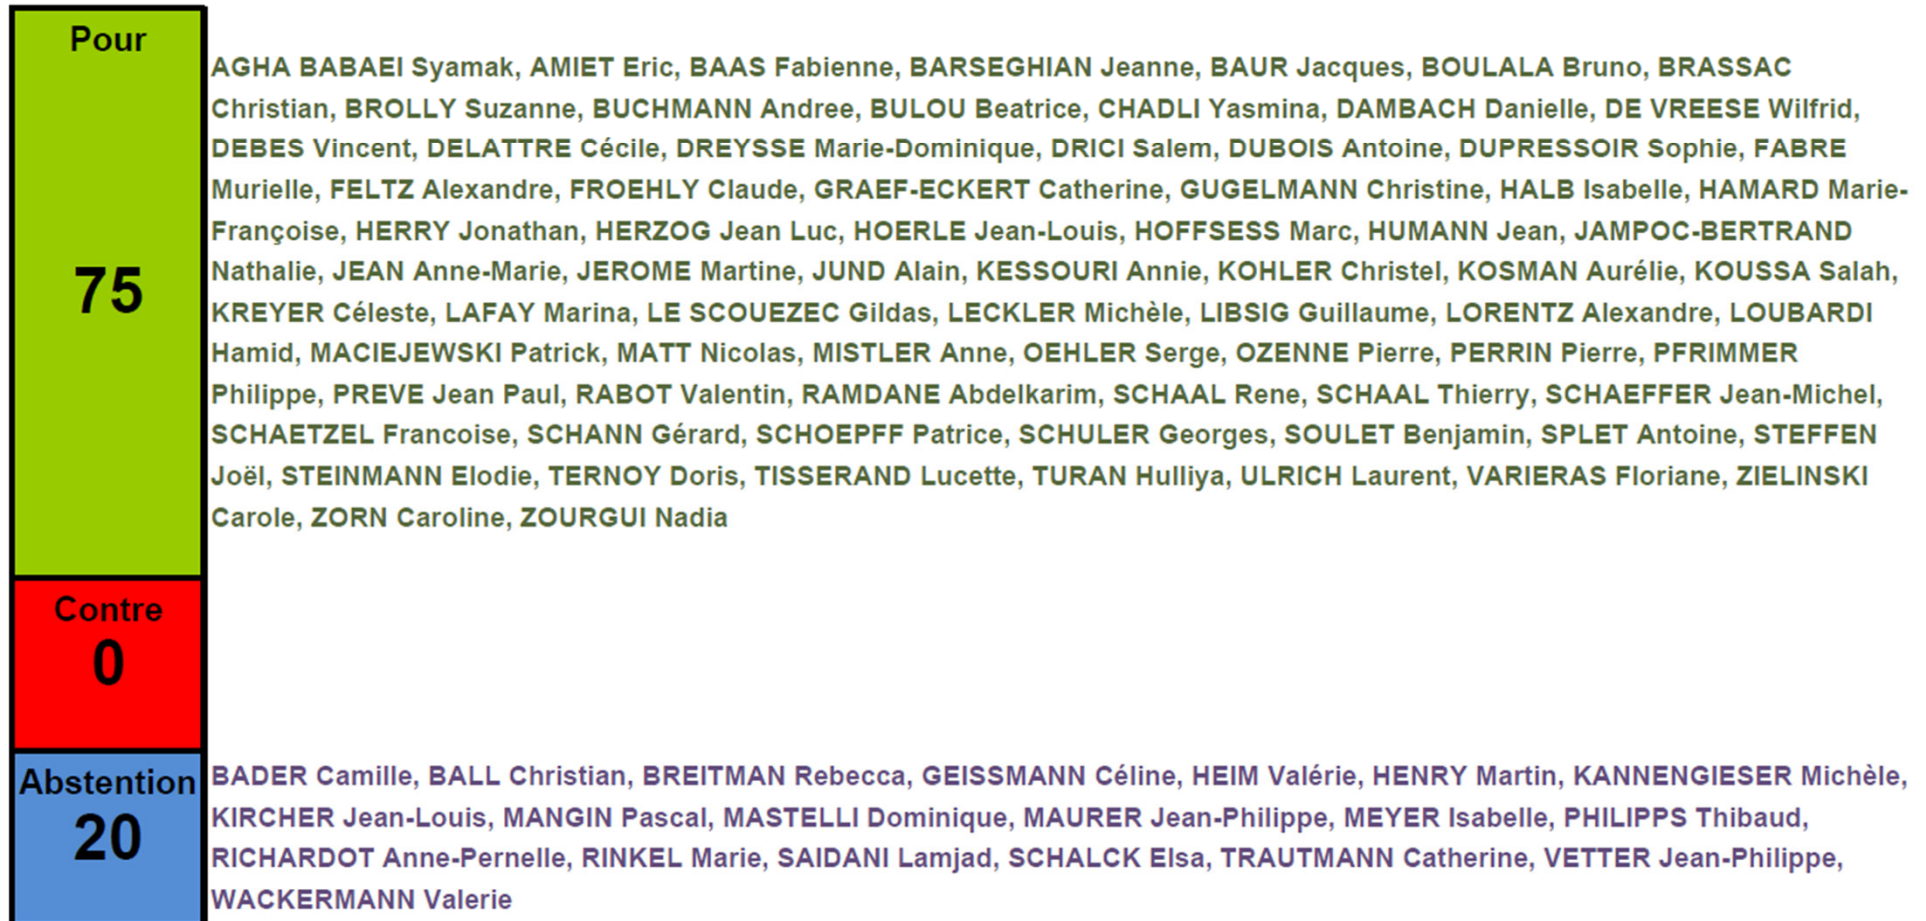 Pour
75
AGHA BABAEI Syamak, AMIET Eric, BAAS Fabienne, BARSEGHIAN Jeanne, BAUR Jacques, BOULALA Bruno, BRASSAC
Christian, BROLLY Suzanne, BUCHMANN Andree, BULOU Beatrice, CHADLI Yasmina, DAMBACH Danielle, DE VREESE Wilfrid,
DEBES Vincent, DELATTRE Cécile, DREYSSE Marie-Dominique, DRICI Salem, DUBOIS Antoine, DUPRESSOIR Sophie, FABRE
Murielle, FELTZ Alexandre, FROEHLY Claude, GRAEF-ECKERT Catherine, GUGELMANN Christine, HALB Isabelle, HAMARD Marie-
Françoise, HERRY Jonathan, HERZOG Jean Luc, HOERLE Jean-Louis, HOFFSESS Marc, HUMANN Jean, JAMPOC-BERTRAND
Nathalie, JEAN Anne-Marie, JEROME Martine, JUND Alain, KESSOURI Annie, KOHLER Christel, KOSMAN Aurélie, KOUSSA Salah,
KREYER Céleste, LAFAY Marina, LE SCOUEZEC Gildas, LECKLER Michèle, LIBSIG Guillaume, LORENTZ Alexandre, LOUBARDI
Hamid, MACIEJEWSKI Patrick, MATT Nicolas, MISTLER Anne, OEHLER Serge, OZENNE Pierre, PERRIN Pierre, PFRIMMER
Philippe, PREVE Jean Paul, RABOT Valentin, RAMDANE Abdelkarim, SCHAAL Rene, SCHAAL Thierry, SCHAEFFER Jean-Michel,
SCHAETZEL Francoise, SCHANN Gérard, SCHOEPFF Patrice, SCHULER Georges, SOULET Benjamin, SPLET Antoine, STEFFEN
Joël, STEINMANN Elodie, TERNOY Doris, TISSERAND Lucette, TURAN Hulliya, ULRICH Laurent, VARIERAS Floriane, ZIELINSKI
Carole, ZORN Caroline, ZOURGUI Nadia
Contre
0
Abstention
20
BADER Camille, BALL Christian, BREITMAN Rebecca, GEISSMANN Céline, HEIM Valérie, HENRY Martin, KANNENGIESER Michèle,
KIRCHER Jean-Louis, MANGIN Pascal, MASTELLI Dominique, MAURER Jean-Philippe, MEYER Isabelle, PHILIPPS Thibaud,
RICHARDOT Anne-Pernelle, RINKEL Marie, SAIDANI Lamjad, SCHALCK Elsa, TRAUTMANN Catherine, VETTER Jean-Philippe,
WACKERMANN Valerie